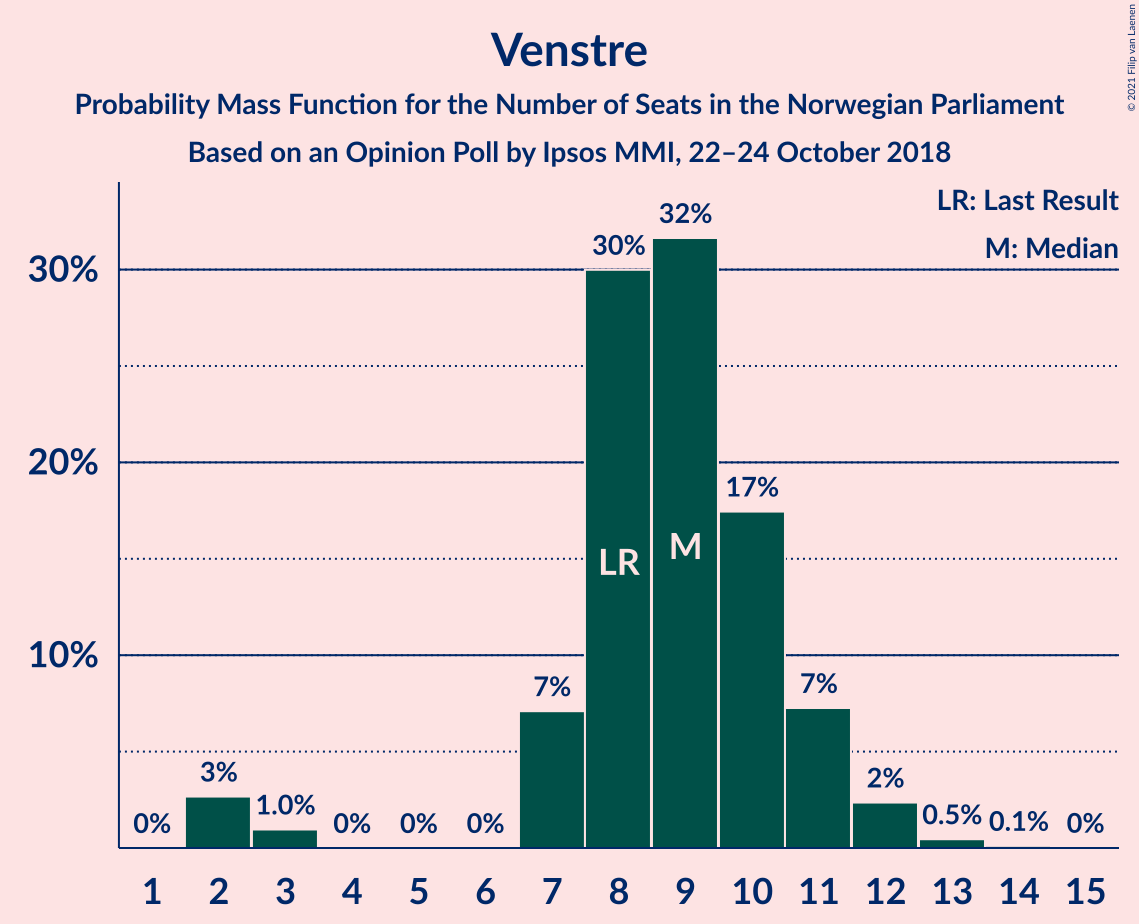 Venstre
Probability Mass Function for the Number of Seats in the Norwegian Parliament
Based on an Opinion Poll by Ipsos MMI, 22–24 October 2018
© 2021 Filip van Laenen
LR: Last Result
M: Median
30%
20%
10%
0%
3%
1.0%
0%
0%
0%
7%
30%
32%
17%
7%
2%
0.5%
0.1%
0%
LR
M
1 2 3 4 5 6 7 8 9 10 11 12 13 14 15